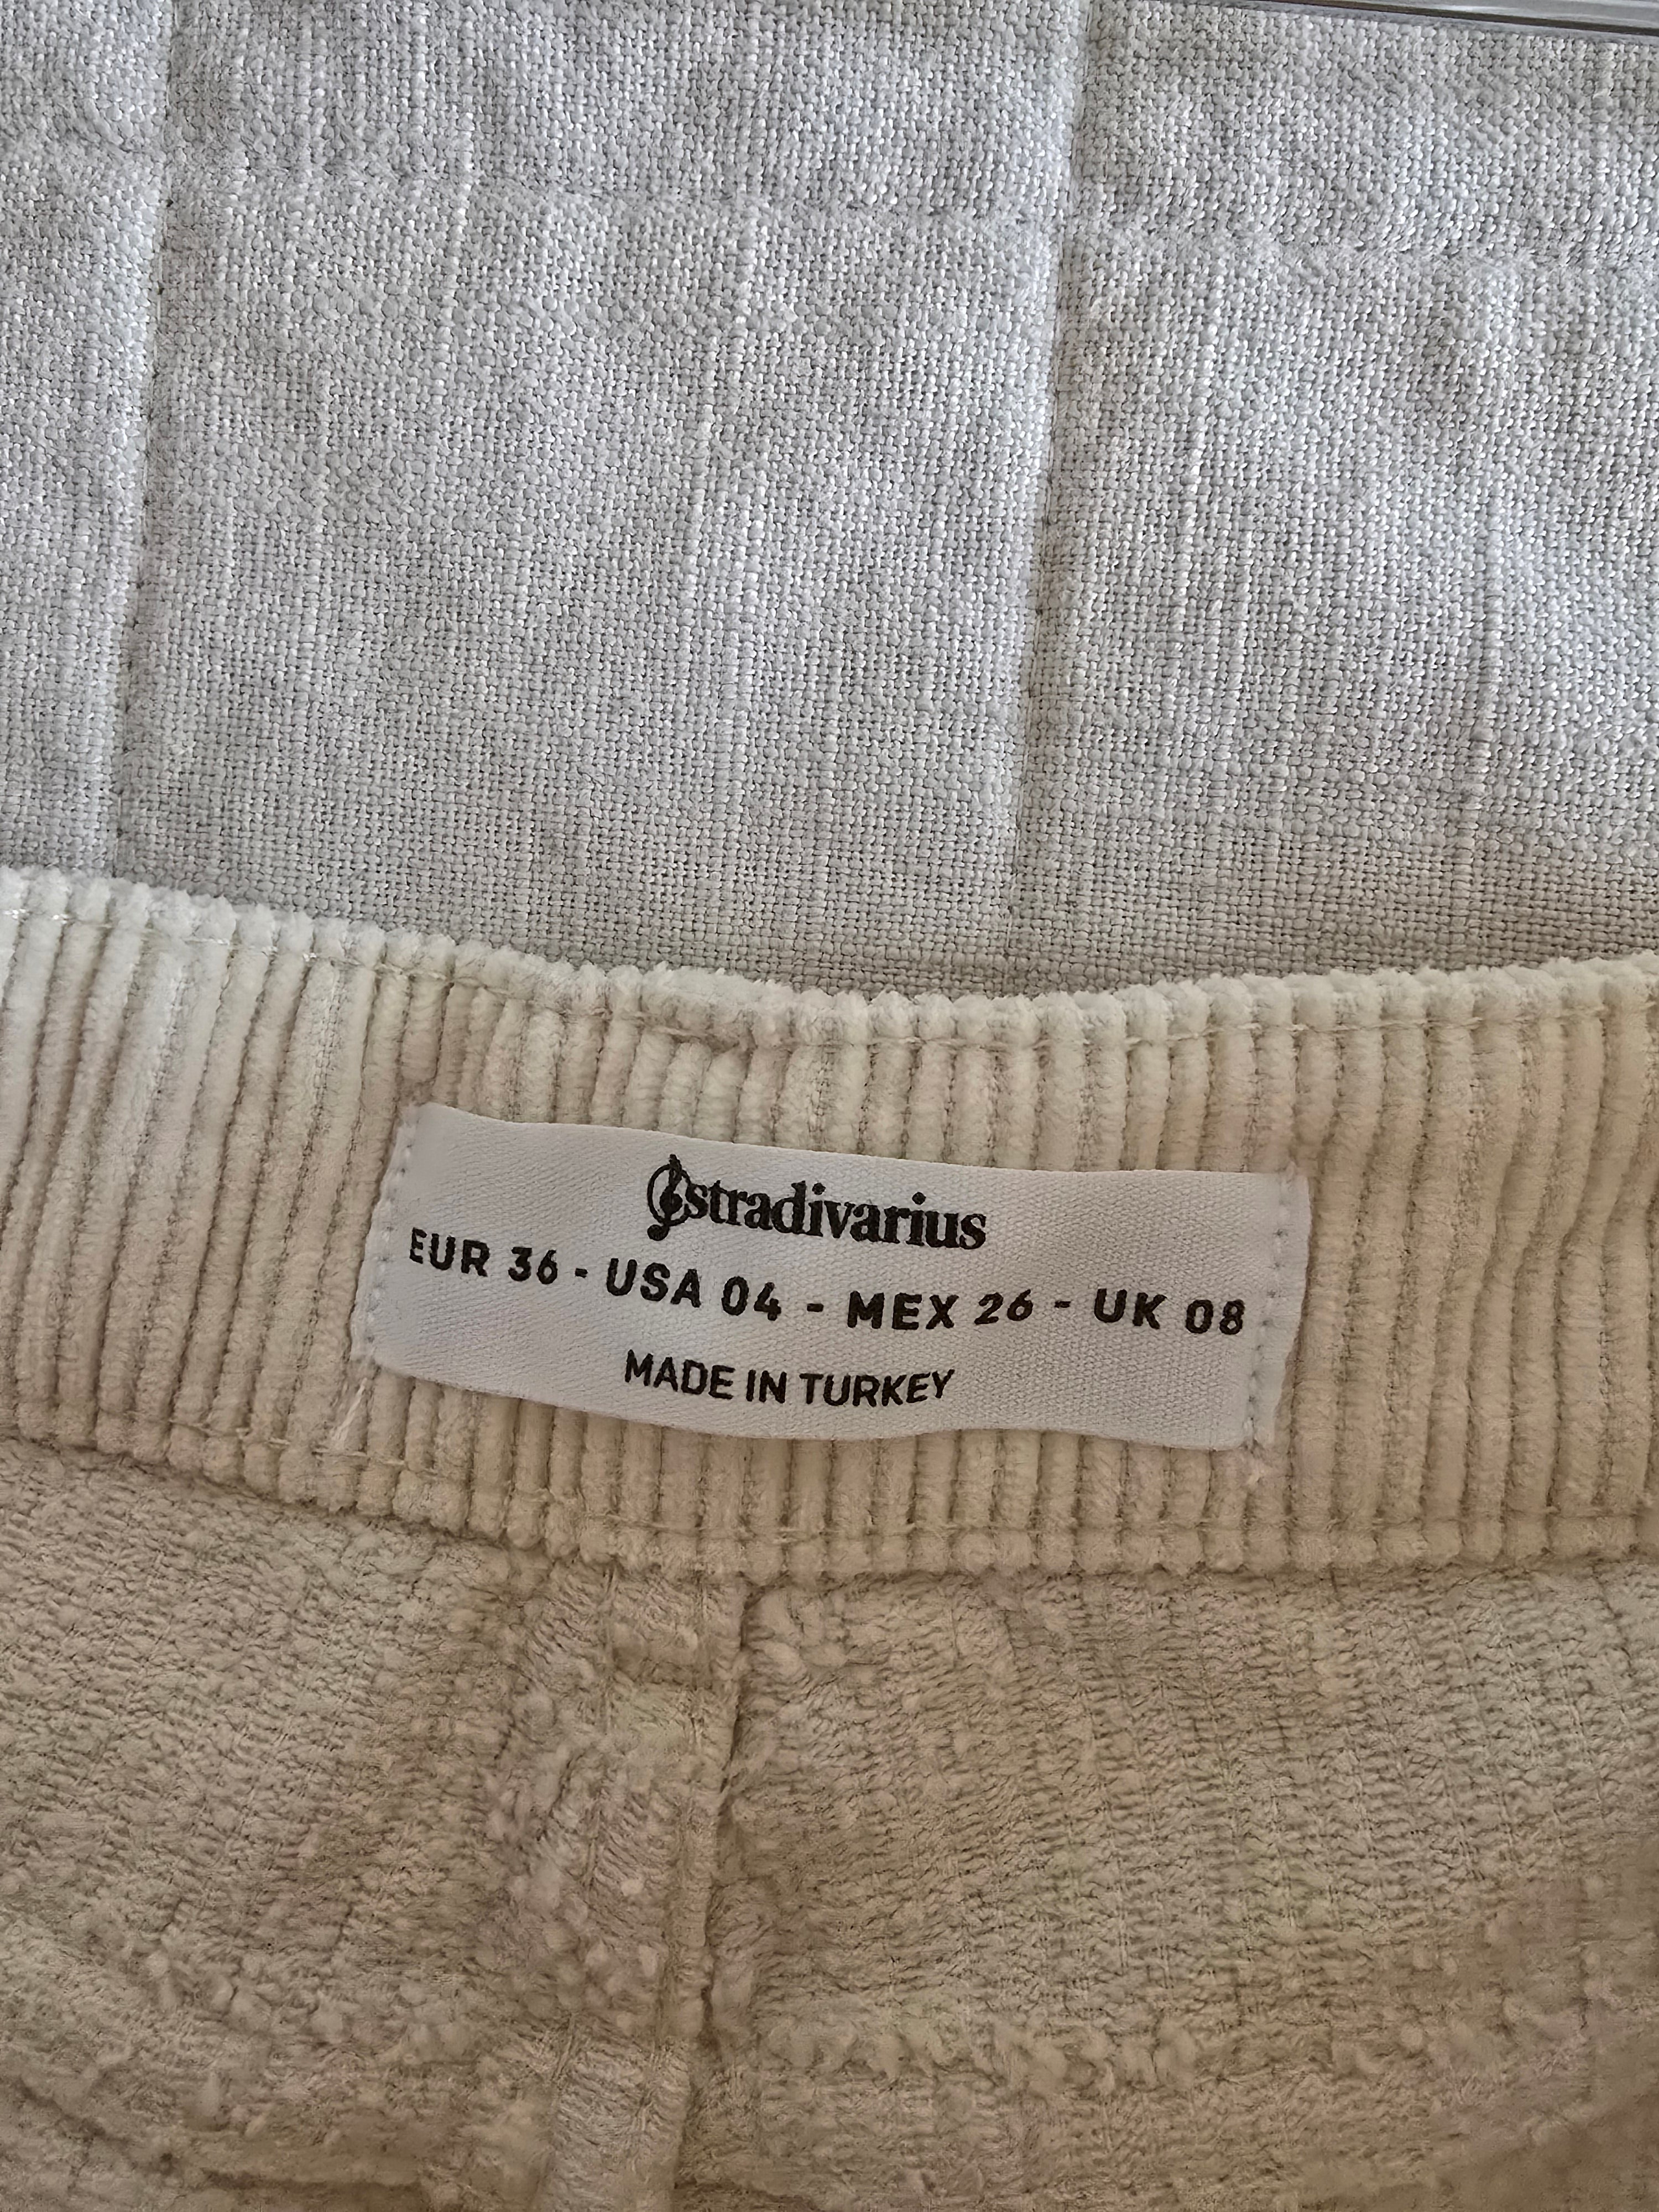 stradivarius
EUR 36 - USA 04 - MEX 26 - UK 08
MADE IN TURKEY